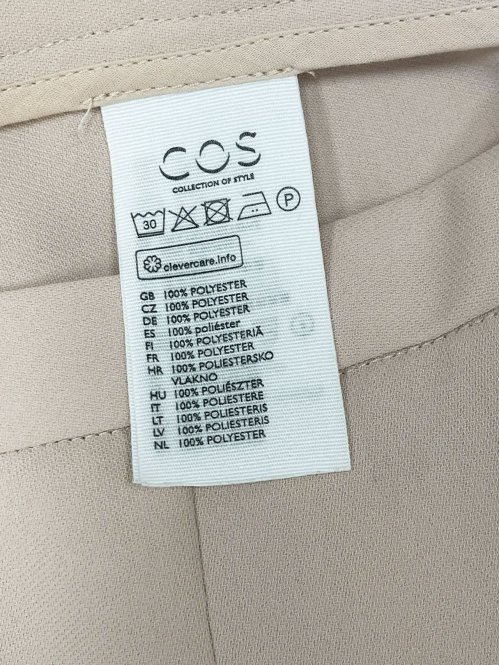 COS
COLLECTION OF STYLE
30 P
clevercare.info
GB 100% POLYESTER
CZ 100% POLYESTER
DE 100% POLYESTER
ES 100% poliéster
FI 100% POLYESTERIÄ
FR 100% POLYESTER
HR 100% POLIESTERSKO
VLAKNO
HU 100% POLIÉSZTER
IT 100% POLIESTERE
LT 100% POLIESTERIS
LV 100% POLIESTERIS
NL 100% POLYESTER